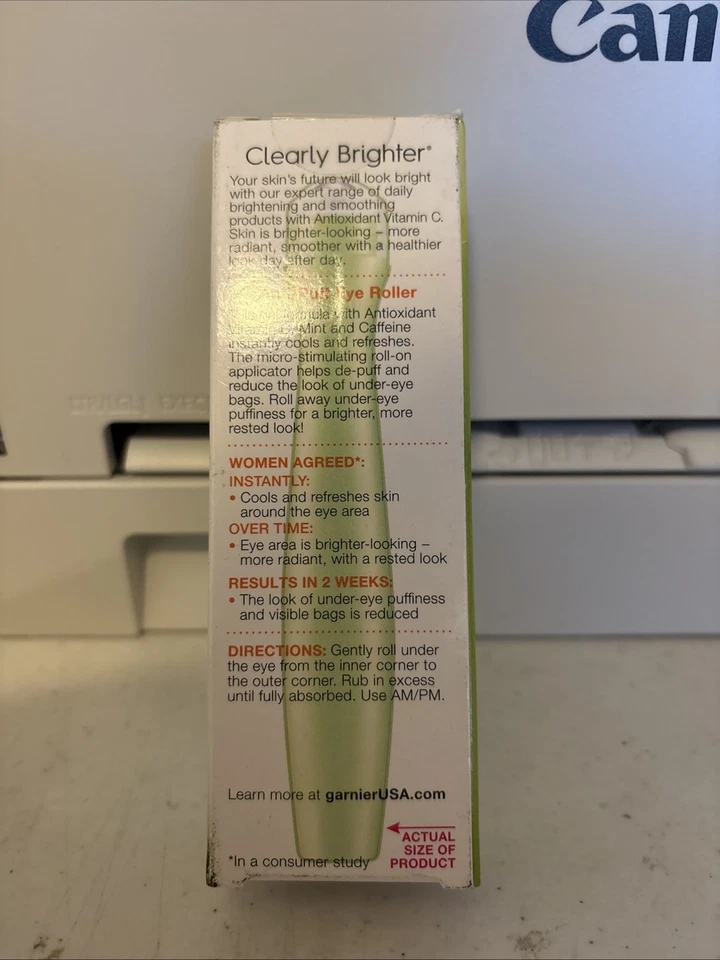 Can
Clearly Brighter®
Your skin's future will look bright
with our expert range of daily
brightening and smoothing
products with Antioxidant Vitamin C.
Skin is brighter-looking – more
radiant, smoother with a healthier
look day after day.
Eye Roller
with Antioxidant
Mint and Caffeine
instantly cools and refreshes.
The micro-stimulating roll-on
applicator helps de-puff and
reduce the look of under-eye
bags. Roll away under-eye
puffiness for a brighter, more
rested look!
WOMEN AGREED*:
INSTANTLY:
• Cools and refreshes skin
around the eye area
OVER TIME:
• Eye area is brighter-looking –
more radiant, with a rested look
RESULTS IN 2 WEEKS:
• The look of under-eye puffiness
and visible bags is reduced
DIRECTIONS: Gently roll under
the eye from the inner corner to
the outer corner. Rub in excess
until fully absorbed. Use AM/PM.
Learn more at garnierUSA.com
ACTUAL
SIZE OF
PRODUCT
*In a consumer study